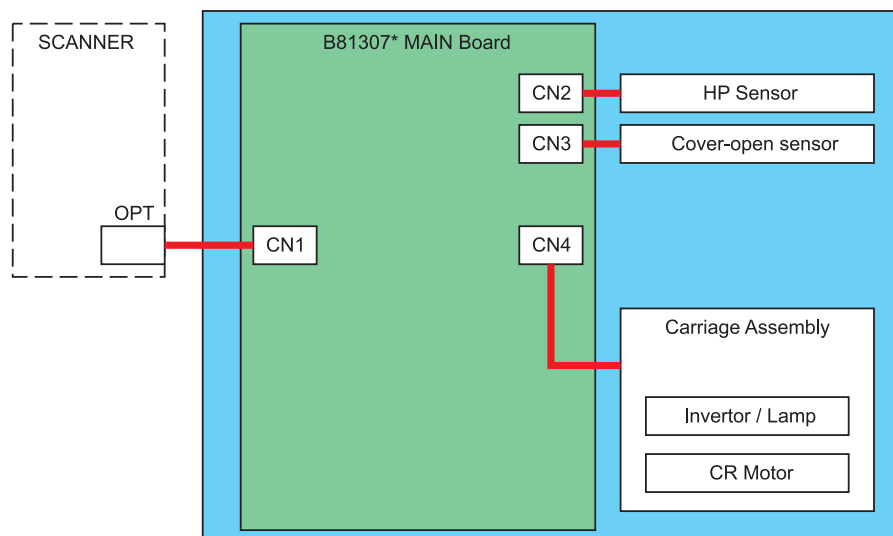 SCANNER
B81307* MAIN Board
CN2
HP Sensor
CN3
Cover-open sensor
OPT
CN1
CN4
Carriage Assembly
Invertor / Lamp
CR Motor